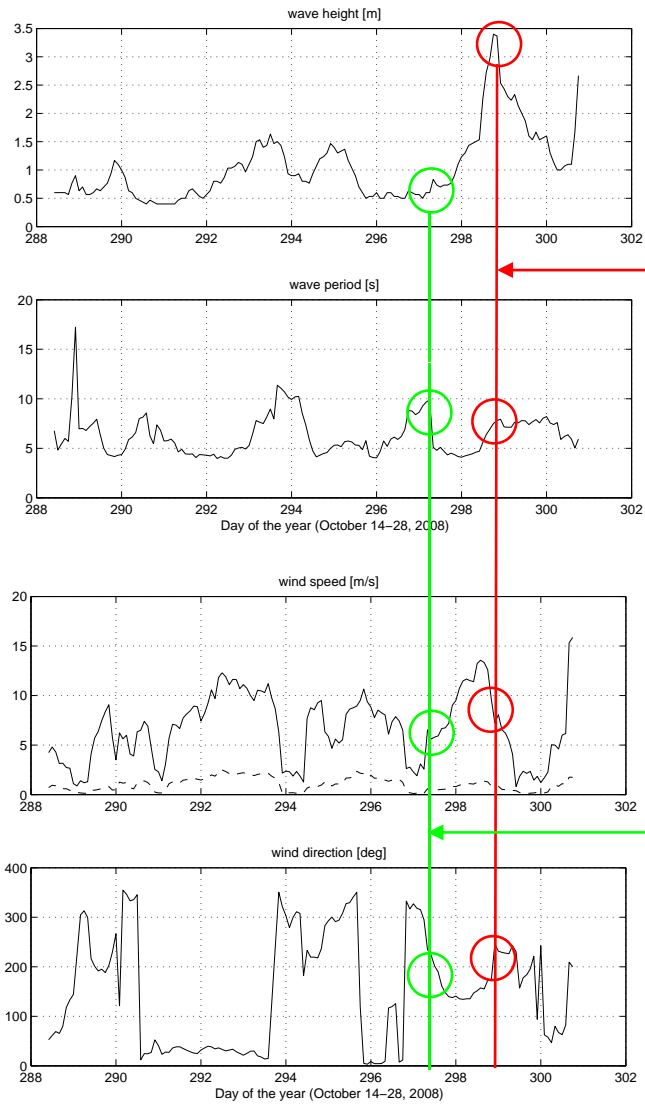 wave height [m]
3.5
3
2.5
2
1.5
1
0.5
0
288 290 292 294 296 298 300 302
wave period [s]
20
15
10
5
0
288 290 292 294 296 298 300 302
Day of the year (October 14−28, 2008)
wind speed [m/s]
20
15
10
5
0
288 290 292 294 296 298 300 302
wind direction [deg]
400
300
200
100
0
288 290 292 294 296 298 300 302
Day of the year (October 14−28, 2008)